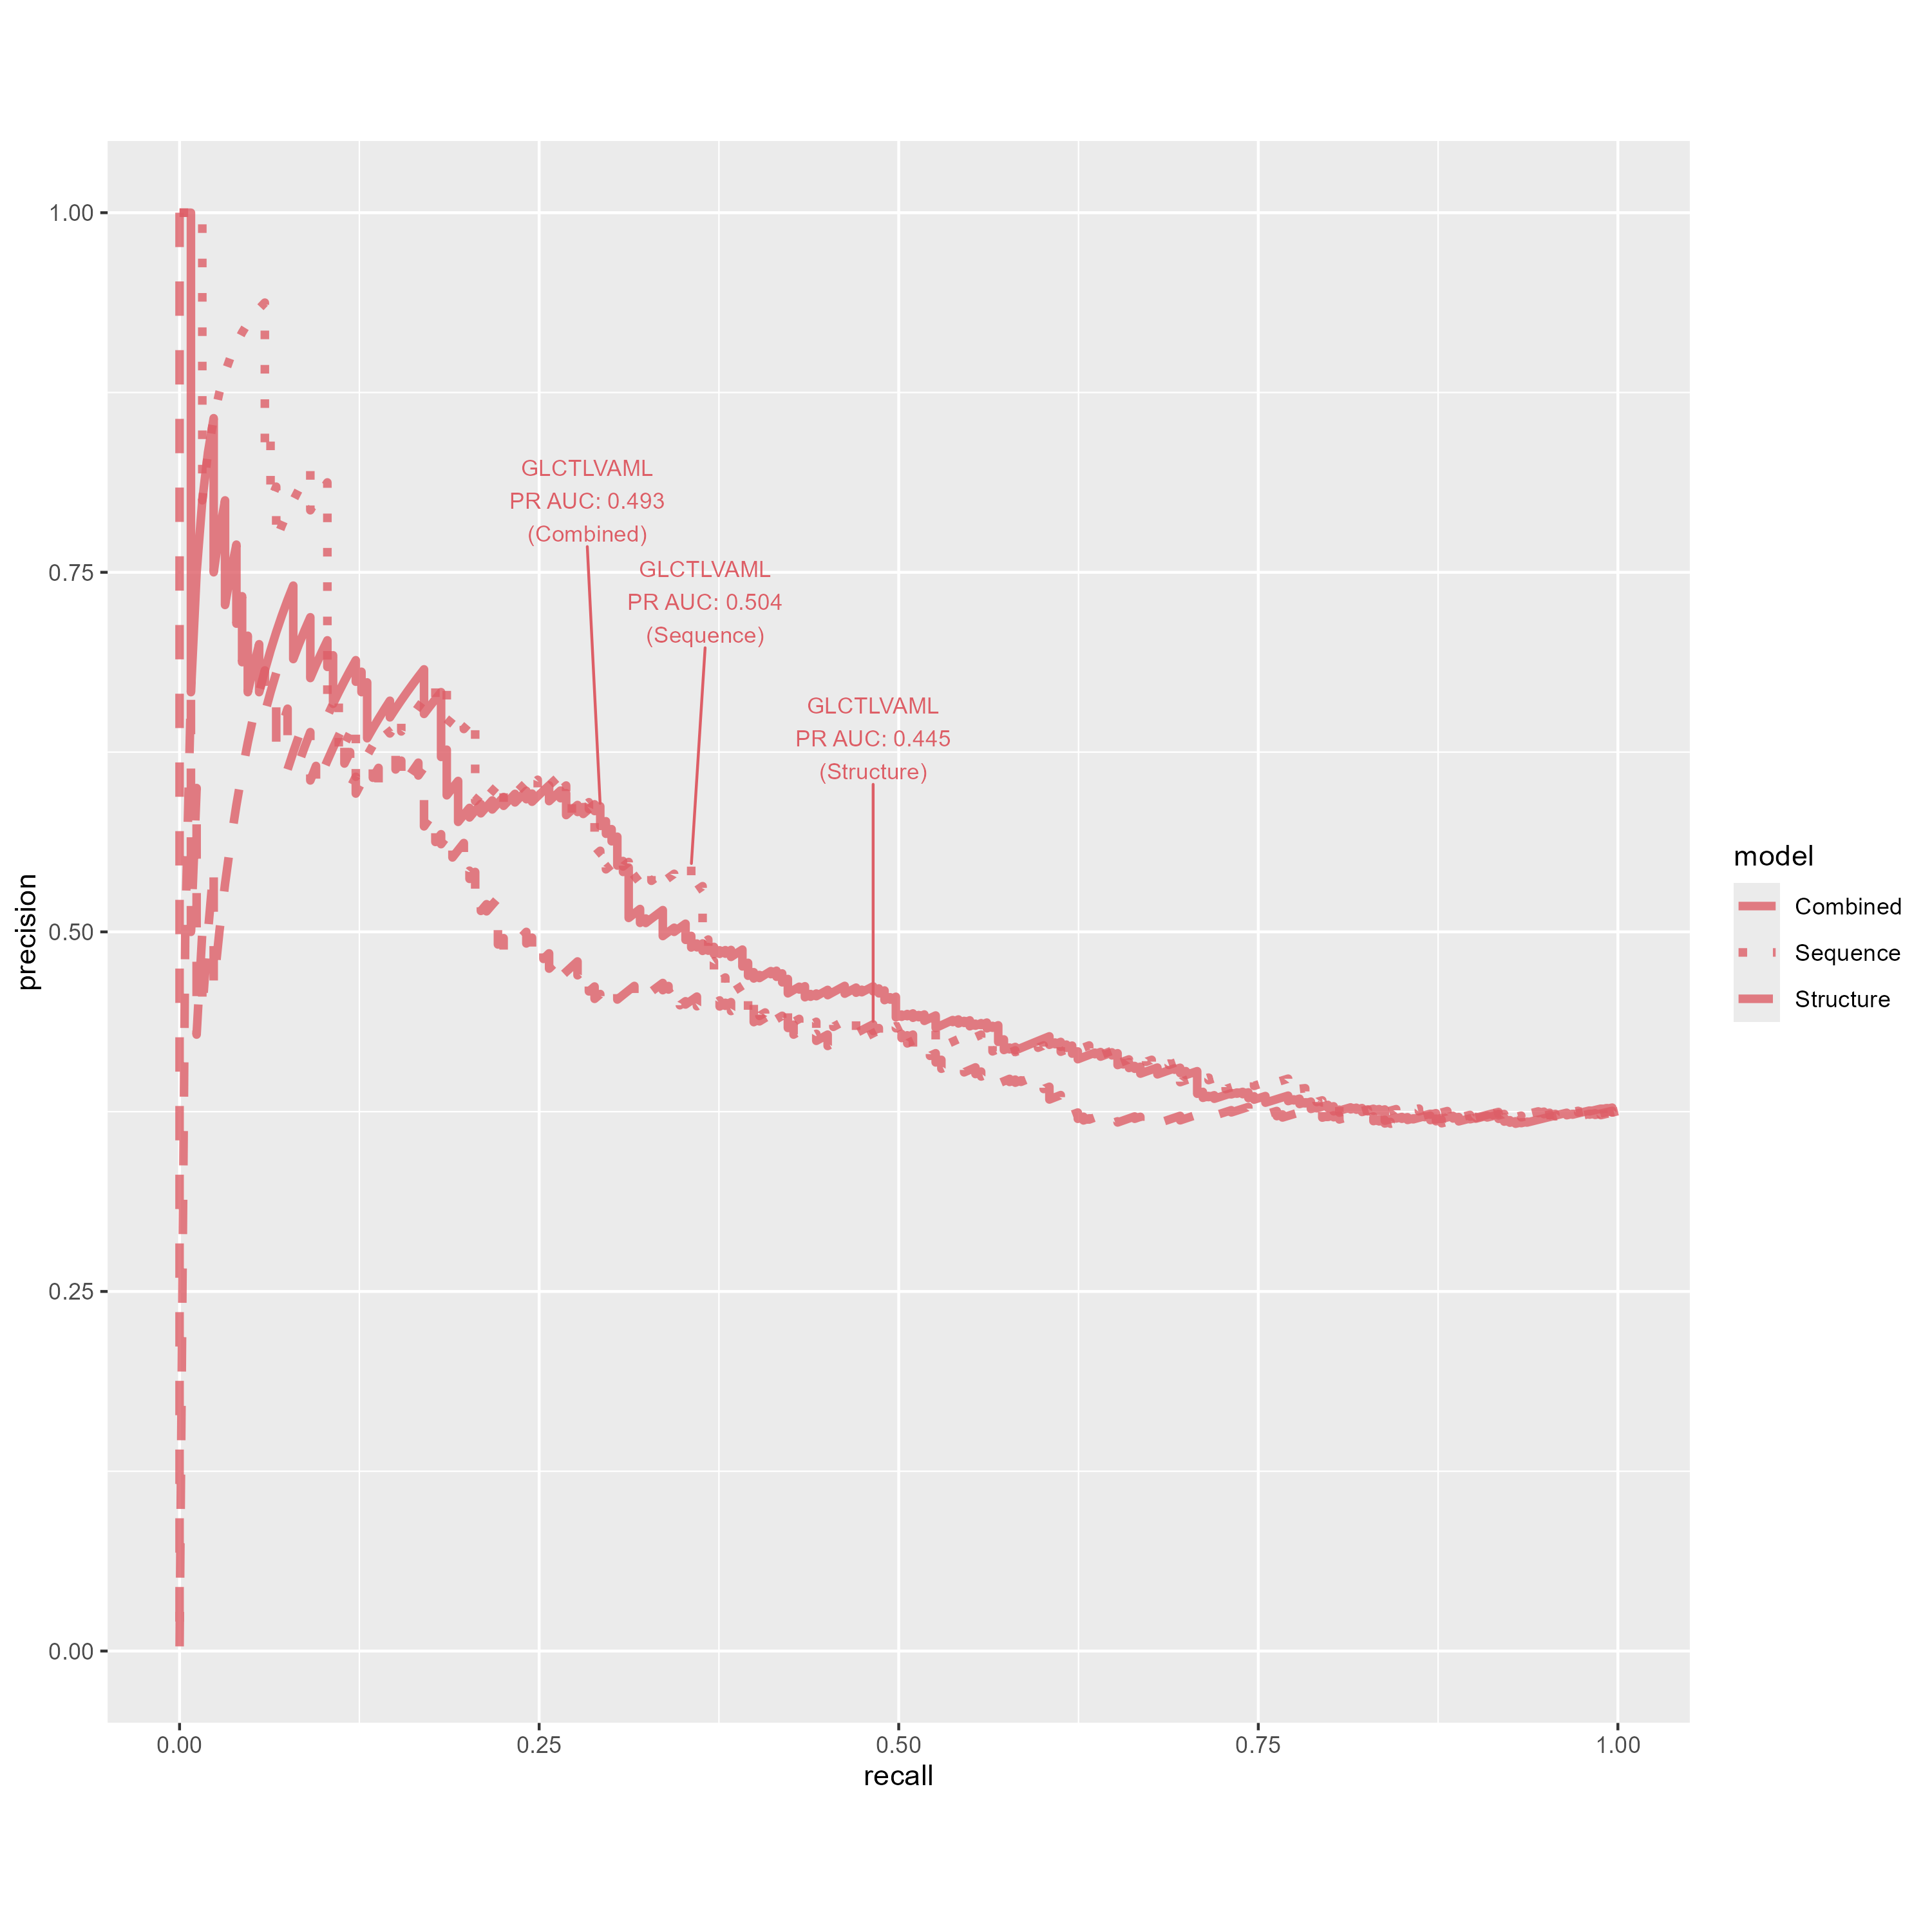 1.00
0.75
0.50
0.25
0.00
precision
GLCTLVAML
PR AUC: 0.493
(Combined)
GLCTLVAML
PR AUC: 0.504
(Sequence)
GLCTLVAML
PR AUC: 0.445
(Structure)
0.00
0.25
0.50
0.75
1.00
recall
model
Combined
Sequence
Structure